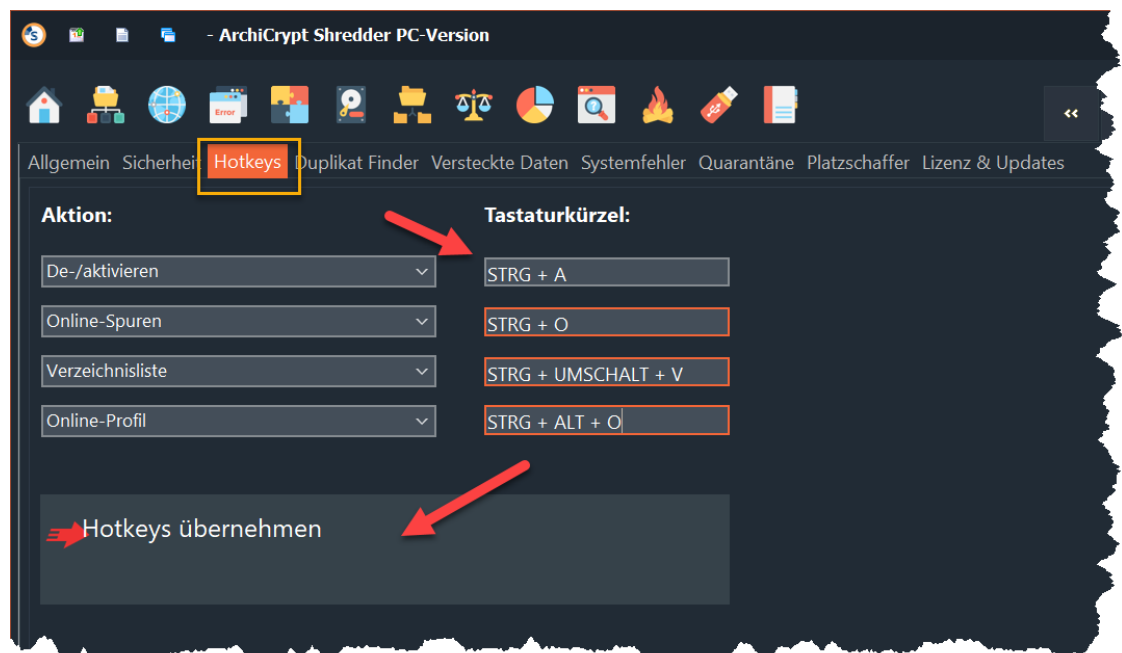 - ArchiCrypt Shredder PC-Version
Error
Allgemein Sicherheit Hotkeys Duplikat Finder Versteckte Daten Systemfehler Quarantäne Platzschaffer Lizenz & Updates
Aktion: Tastaturkürzel:
De-/aktivieren STRG + A
Online-Spuren STRG + O
Verzeichnisliste STRG + UMSCHALT + V
Online-Profil STRG + ALT + O
Hotkeys übernehmen